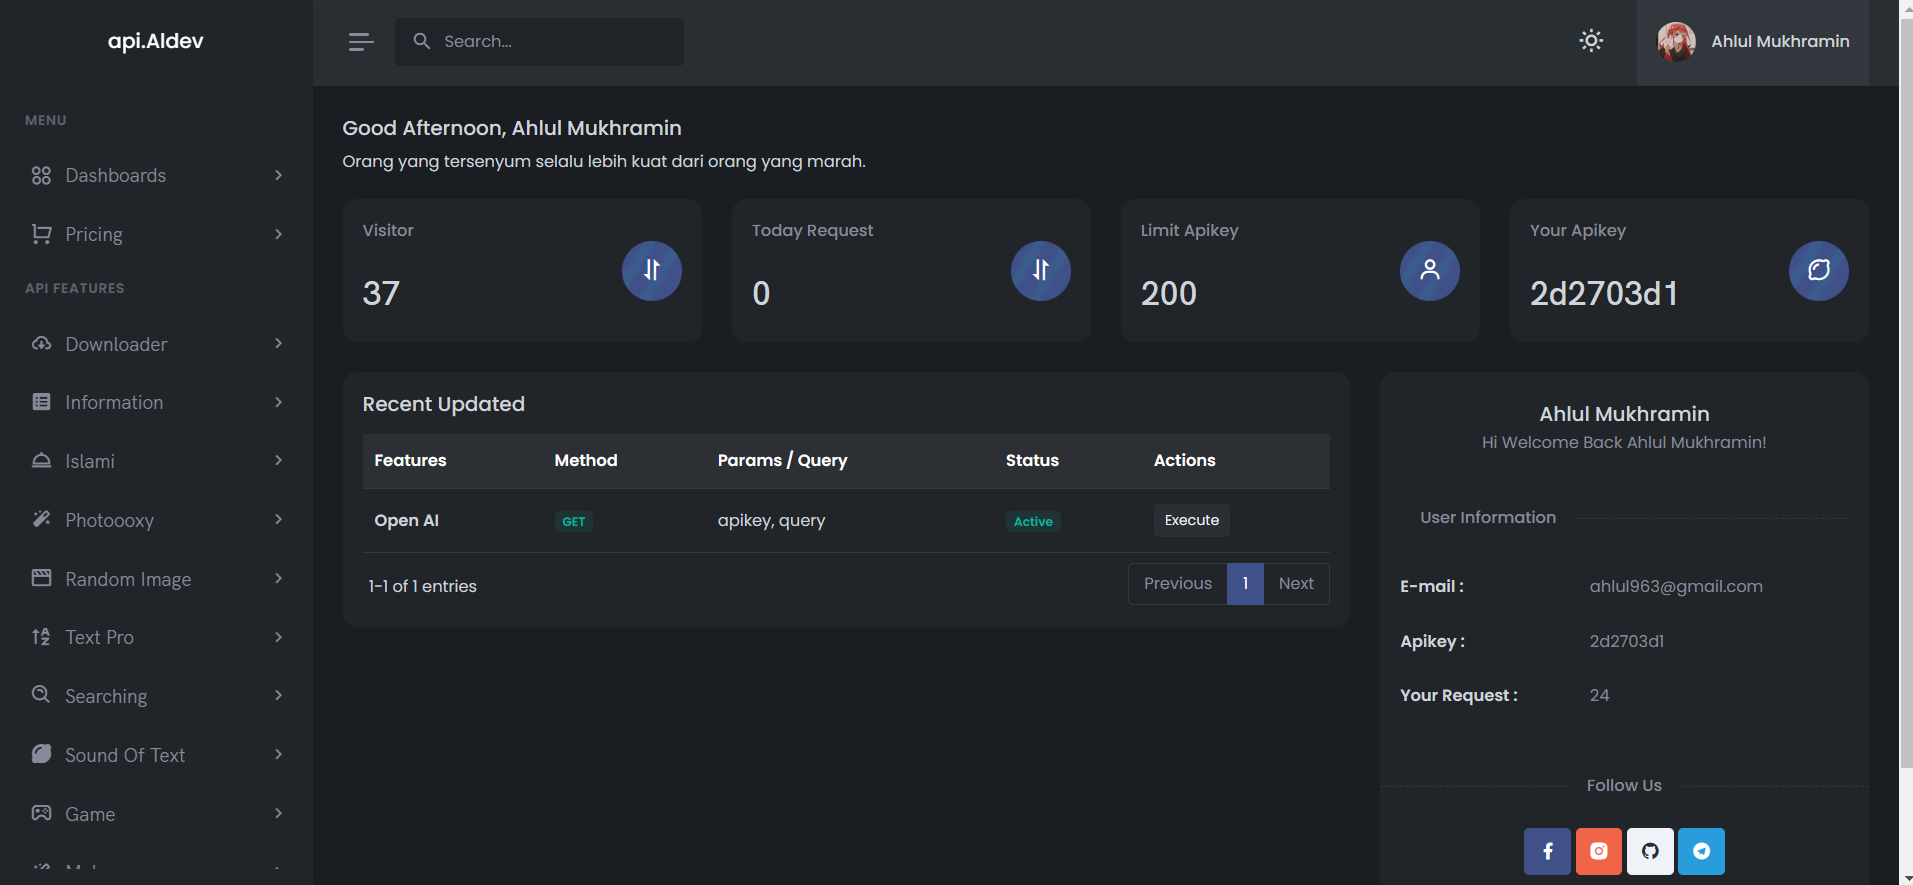 api.AIdev
Search...
Ahlul Mukhramin
MENU
Dashboards
Pricing
API FEATURES
Downloader
Information
Islami
Photoooxy
Random Image
Text Pro
Searching
Sound Of Text
Game
Good Afternoon, Ahlul Mukhramin
Orang yang tersenyum selalu lebih kuat dari orang yang marah.
Visitor
37
Today Request
0
Limit Apikey
200
Your Apikey
2d2703d1
Recent Updated
Features Method Params / Query Status Actions
Open AI GET apikey, query Active Execute
1-1 of 1 entries
Previous 1 Next
Ahlul Mukhramin
Hi Welcome Back Ahlul Mukhramin!
User Information
E-mail : ahlul963@gmail.com
Apikey : 2d2703d1
Your Request : 24
Follow Us